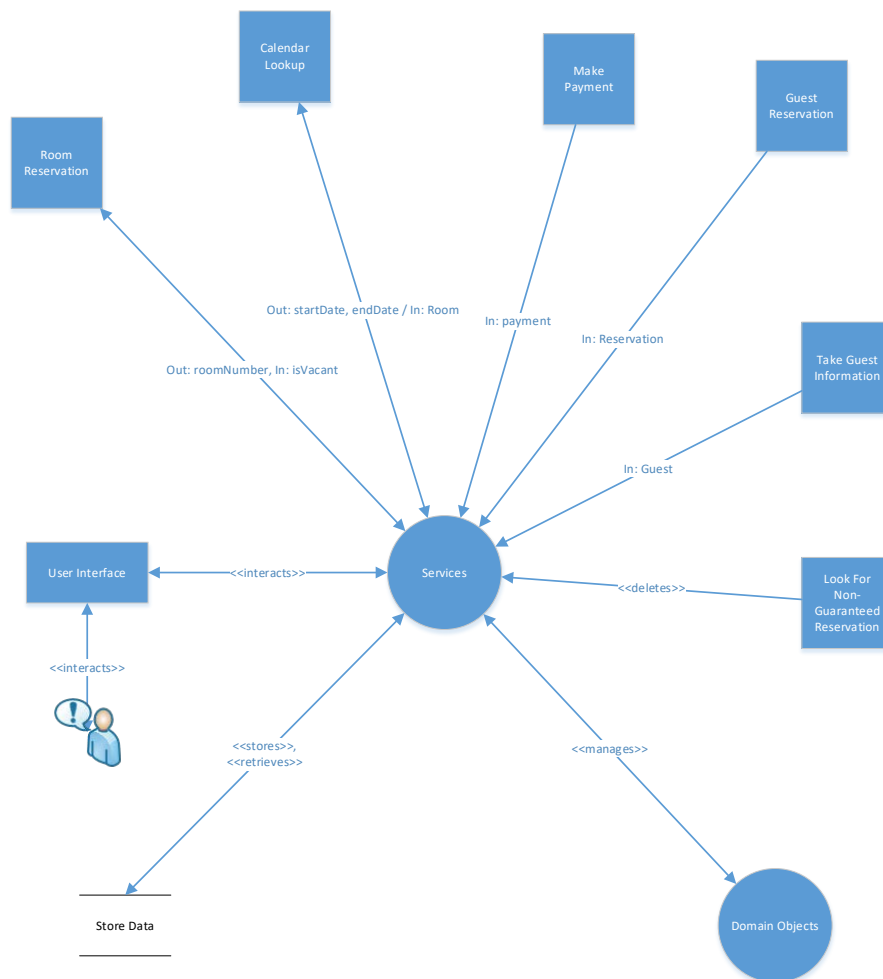 Calendar
Lookup
Make
Payment
Guest
Reservation
Room
Reservation
Out: startDate, endDate / In: Room
In: payment
In: Reservation
Out: roomNumber, In: isVacant
Take Guest
Information
In: Guest
User Interface
<<interacts>>
Services
<<deletes>>
Look For
Non-
Guaranteed
Reservation
<<interacts>>
<<stores>>,
<<retrieves>>
<<manages>>
Store Data
Domain Objects